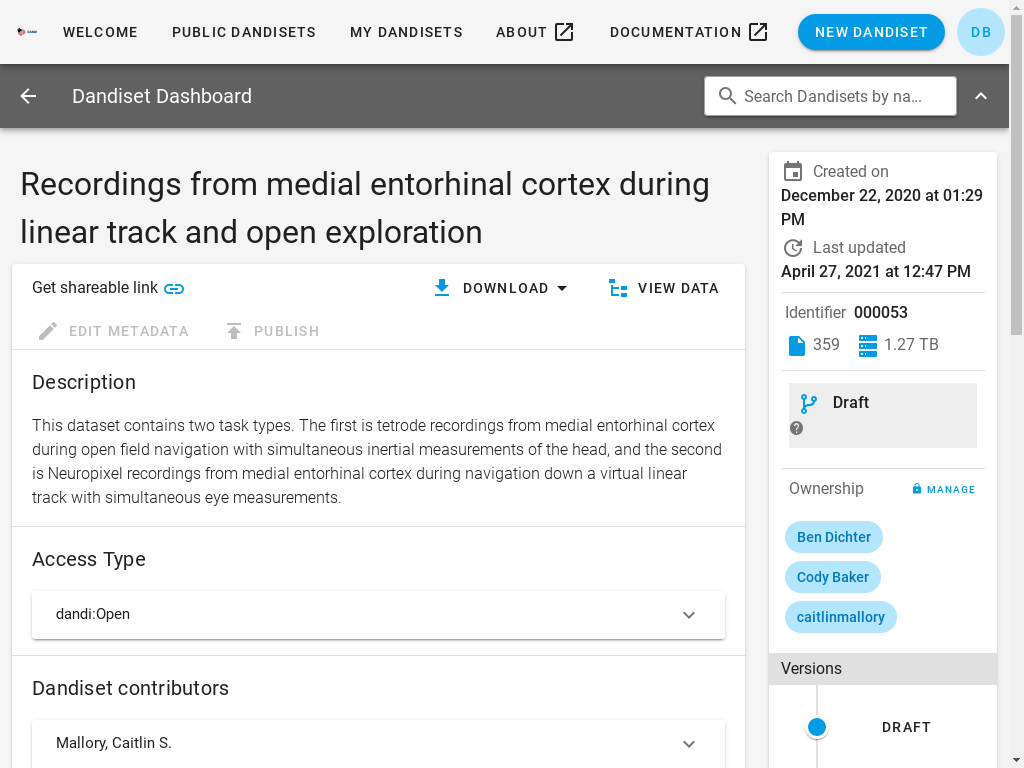 WELCOME PUBLIC DANDISETS MY DANDISETS ABOUT DOCUMENTATION NEW DANDISET DB
Dandiset Dashboard Search Dandisets by na...
Recordings from medial entorhinal cortex during
linear track and open exploration
Get shareable link DOWNLOAD VIEW DATA
EDIT METADATA PUBLISH
Description
This dataset contains two task types. The first is tetrode recordings from medial entorhinal cortex
during open field navigation with simultaneous inertial measurements of the head, and the second
is Neuropixel recordings from medial entorhinal cortex during navigation down a virtual linear
track with simultaneous eye measurements.
Access Type
dandi:Open
Dandiset contributors
Mallory, Caitlin S.
Created on
December 22, 2020 at 01:29
PM
Last updated
April 27, 2021 at 12:47 PM
Identifier 000053
359 1.27 TB
Draft
?
Ownership MANAGE
Ben Dichter
Cody Baker
caitlinmallory
Versions
DRAFT